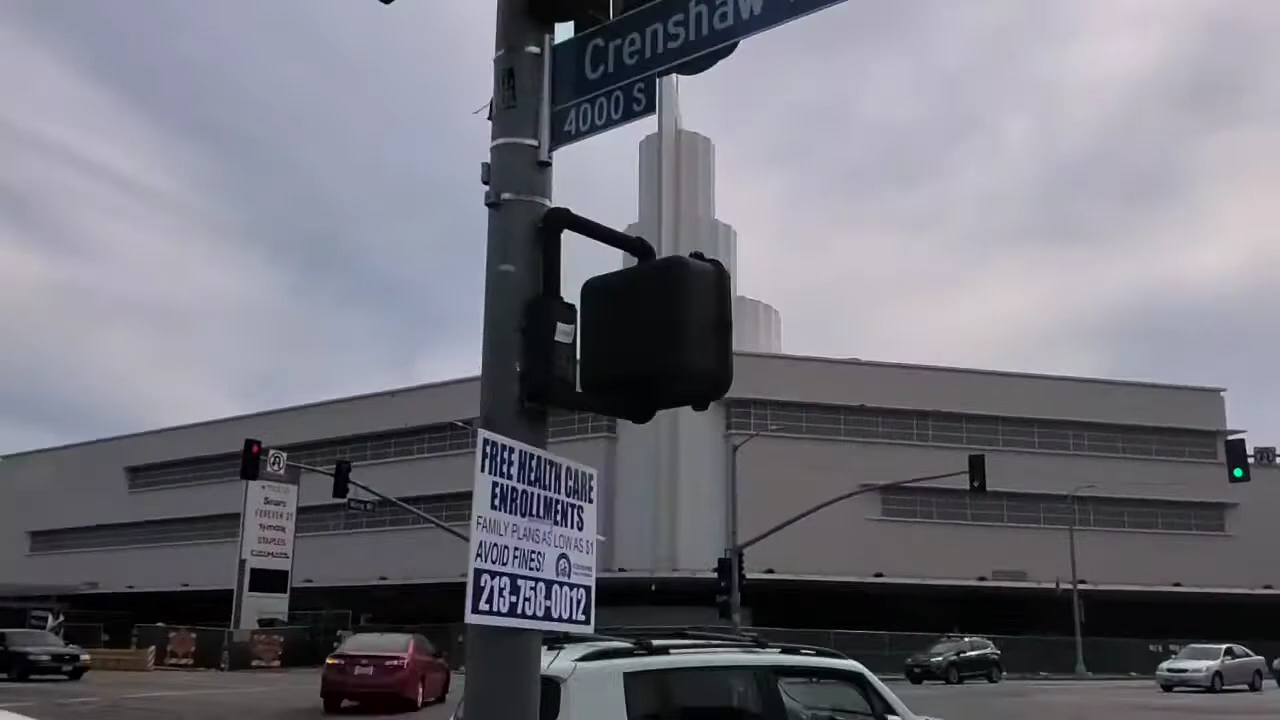 Crenshaw
4000 S
FREE HEALTH CARE
ENROLLMENTS
FAMILY PLANS AS LOW AS $1
AVOID FINES!
213-758-0012
Sears
FOREVER 21
STAPLES